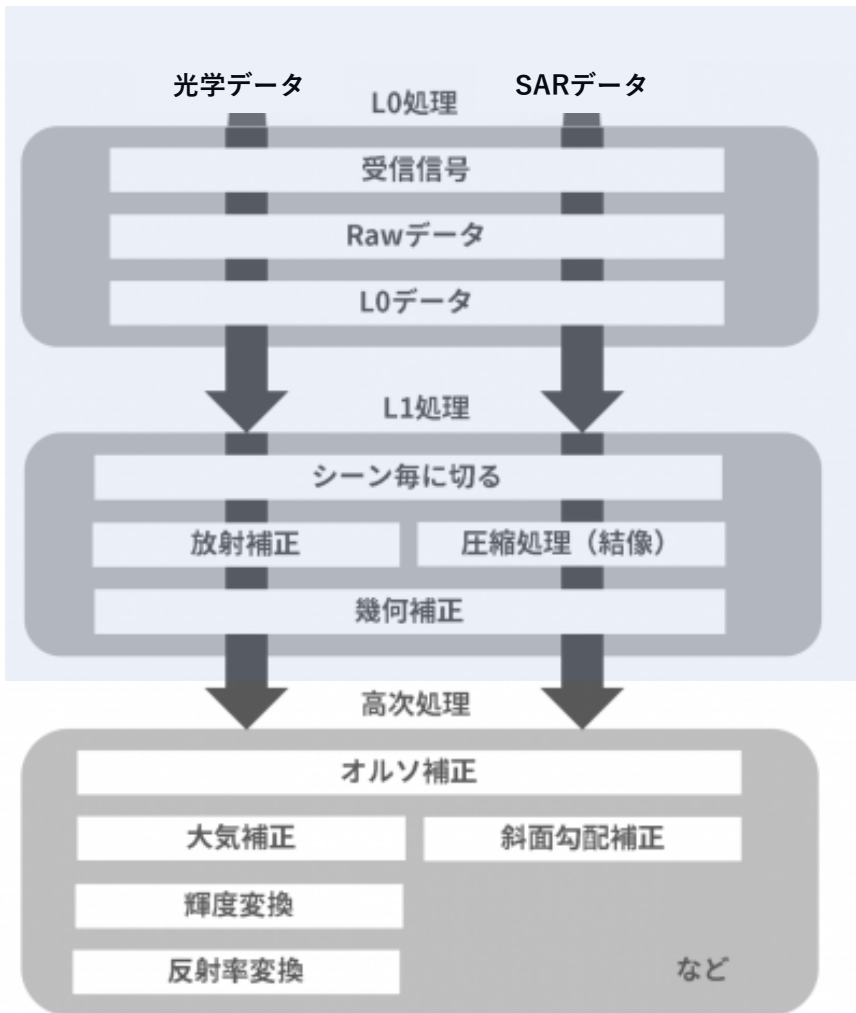 光学データ
SARデータ
L0処理
受信信号
Rawデータ
L0データ
L1処理
シーン毎に切る
放射補正
圧縮処理（結像）
幾何補正
高次処理
オルソ補正
大気補正
斜面勾配補正
輝度変換
反射率変換
など